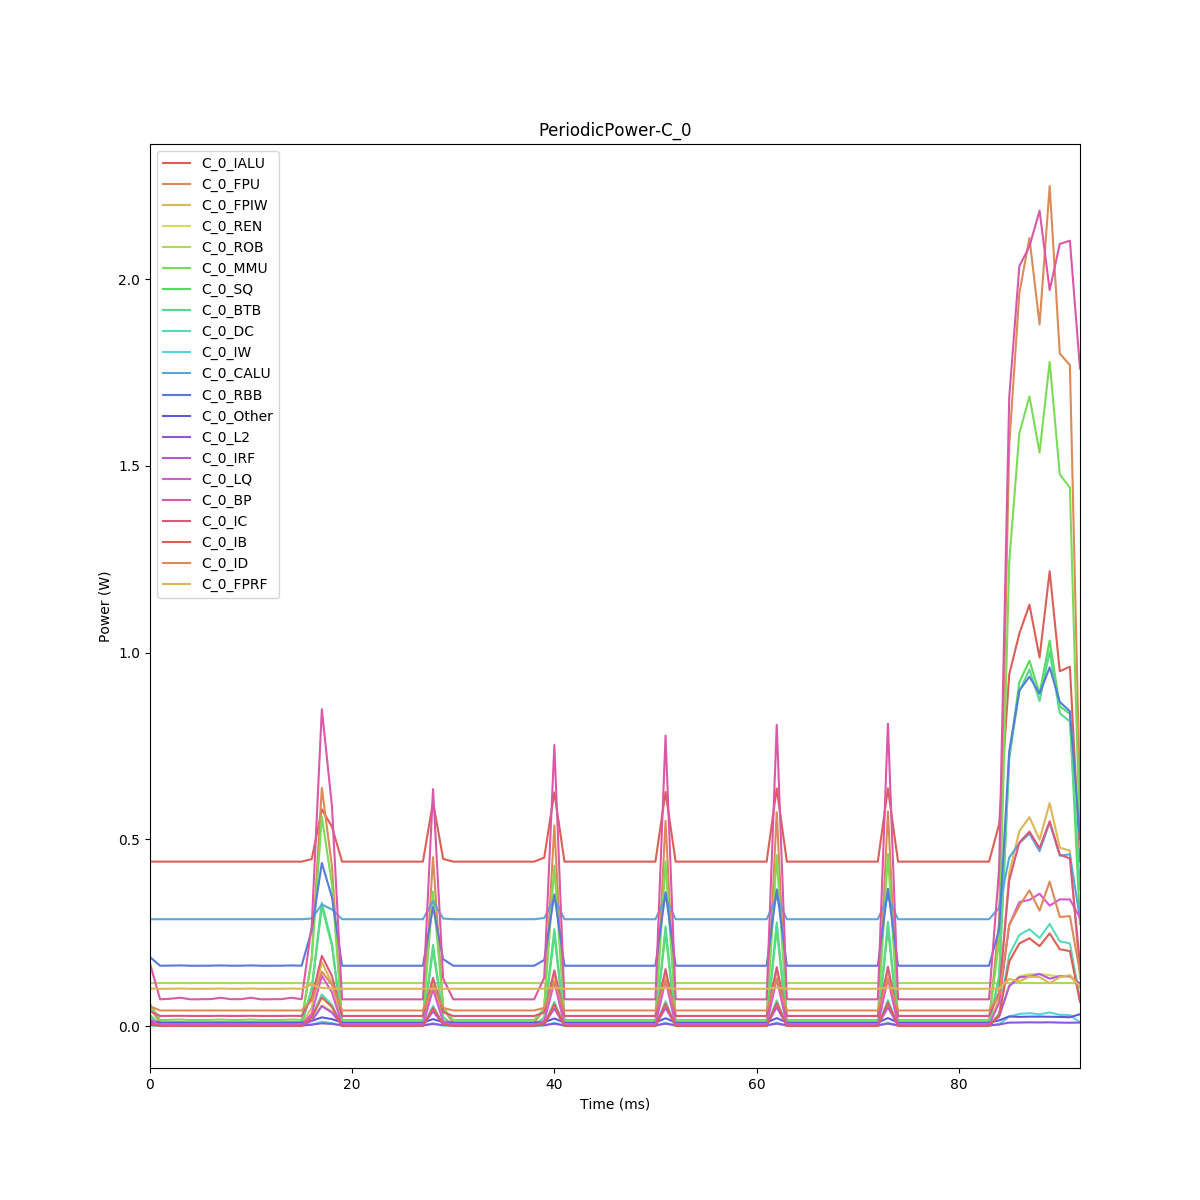 PeriodicPower-C_0
C_0_IALU
C_0_FPU
C_0_FPIW
C_0_REN
C_0_ROB
C_0_MMU
C_0_SQ
C_0_BTB
C_0_DC
C_0_IW
C_0_CALU
C_0_RBB
C_0_Other
C_0_L2
C_0_IRF
C_0_LQ
C_0_BP
C_0_IC
C_0_IB
C_0_ID
C_0_FPRF
2.0
1.5
1.0
0.5
0.0
Power (W)
0 20 40 60 80
Time (ms)